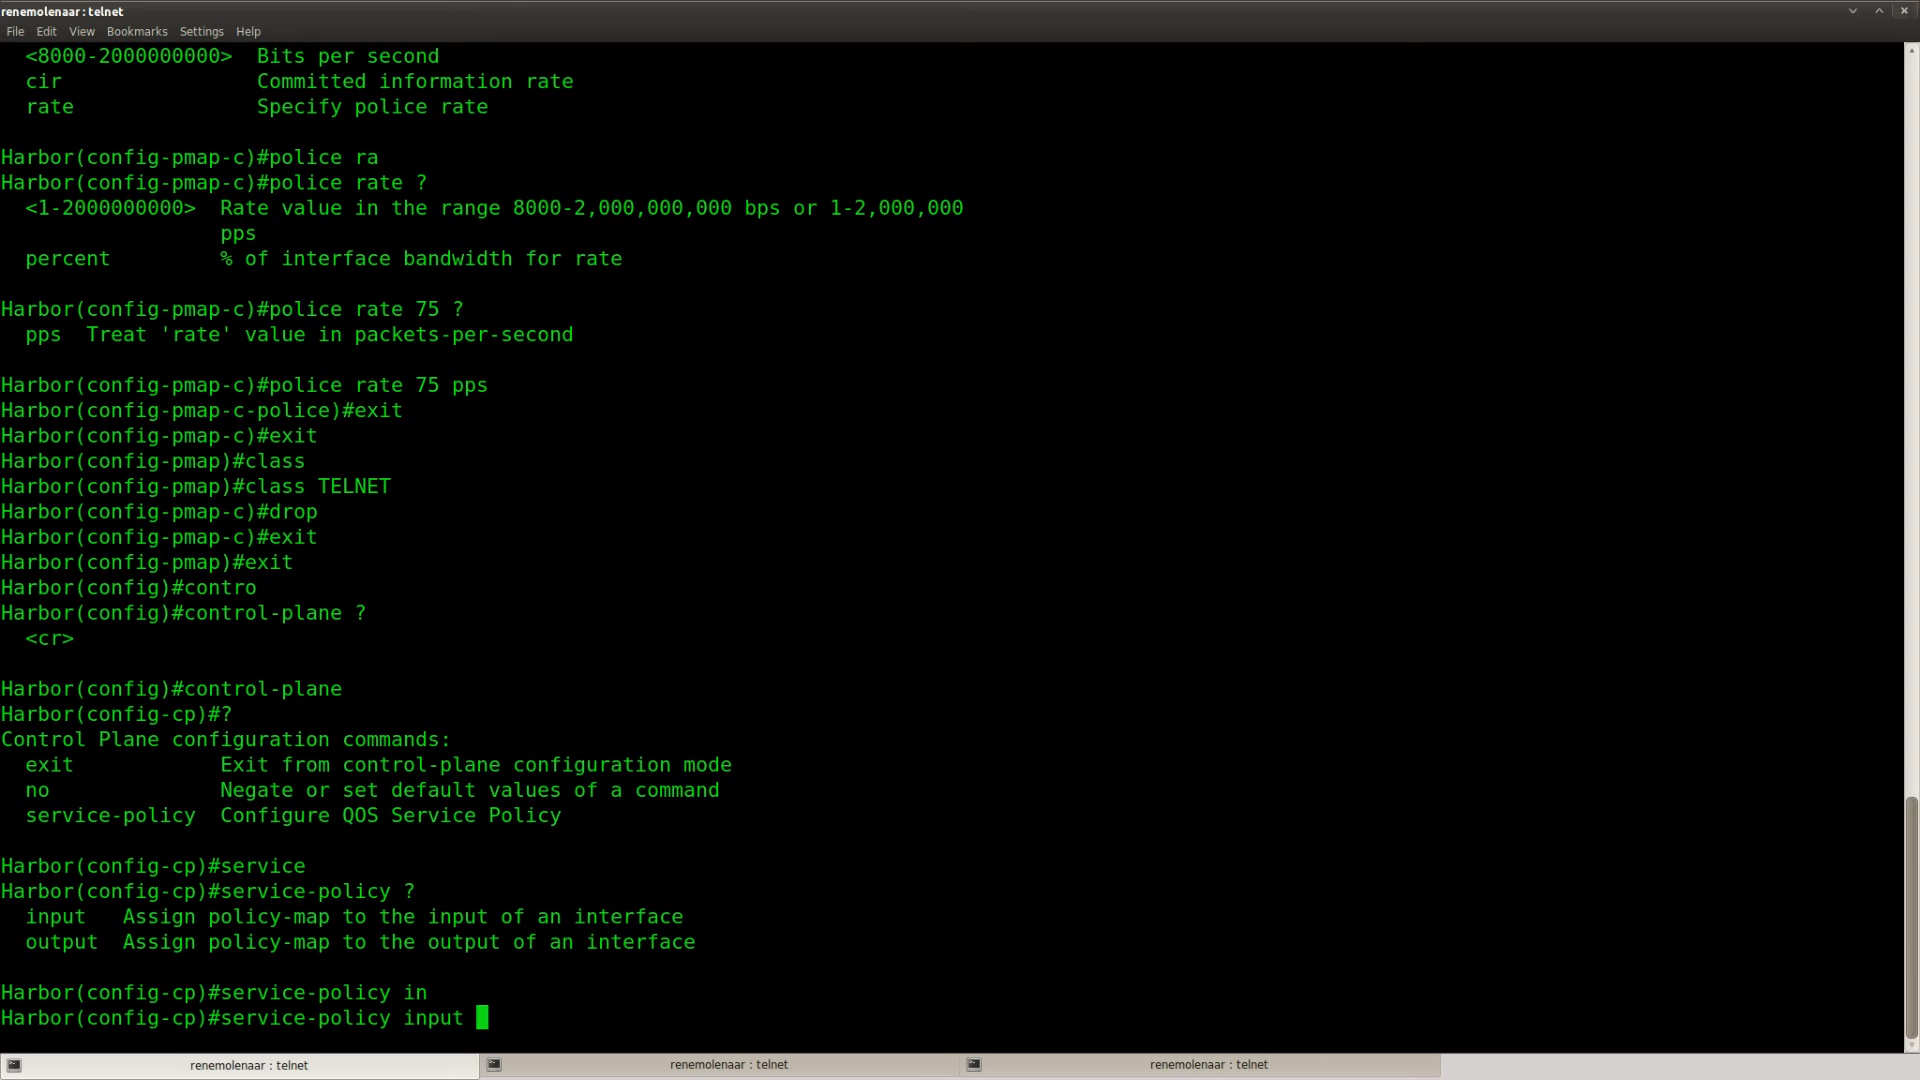 renemolenaar : telnet
File Edit View Bookmarks Settings Help
<8000-2000000000> Bits per second
cir Committed information rate
rate Specify police rate
Harbor(config-pmap-c)#police ra
Harbor(config-pmap-c)#police rate ?
<1-2000000000> Rate value in the range 8000-2,000,000,000 bps or 1-2,000,000
pps
percent % of interface bandwidth for rate
Harbor(config-pmap-c)#police rate 75 ?
pps Treat 'rate' value in packets-per-second
Harbor(config-pmap-c)#police rate 75 pps
Harbor(config-pmap-c-police)#exit
Harbor(config-pmap-c)#exit
Harbor(config-pmap)#class
Harbor(config-pmap)#class TELNET
Harbor(config-pmap-c)#drop
Harbor(config-pmap-c)#exit
Harbor(config-pmap)#exit
Harbor(config)#contro
Harbor(config)#control-plane ?
<cr>
Harbor(config)#control-plane
Harbor(config-cp)#?
Control Plane configuration commands:
exit Exit from control-plane configuration mode
no Negate or set default values of a command
service-policy Configure QOS Service Policy
Harbor(config-cp)#service
Harbor(config-cp)#service-policy ?
input Assign policy-map to the input of an interface
output Assign policy-map to the output of an interface
Harbor(config-cp)#service-policy in
Harbor(config-cp)#service-policy input
renemolenaar : telnet renemolenaar : telnet renemolenaar : telnet